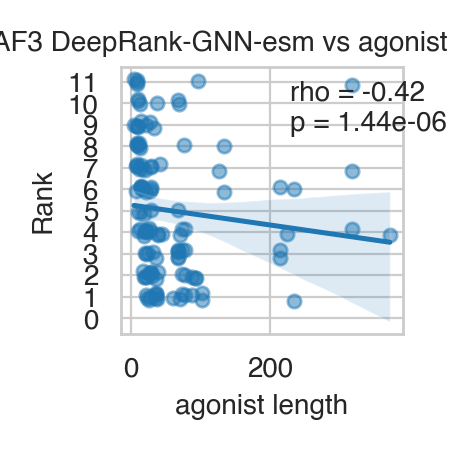 AF3 DeepRank-GNN-esm vs agonist
rho = -0.42
p = 1.44e-06
11
10
9
8
7
6
5
4
3
2
1
0
Rank
0 200
agonist length